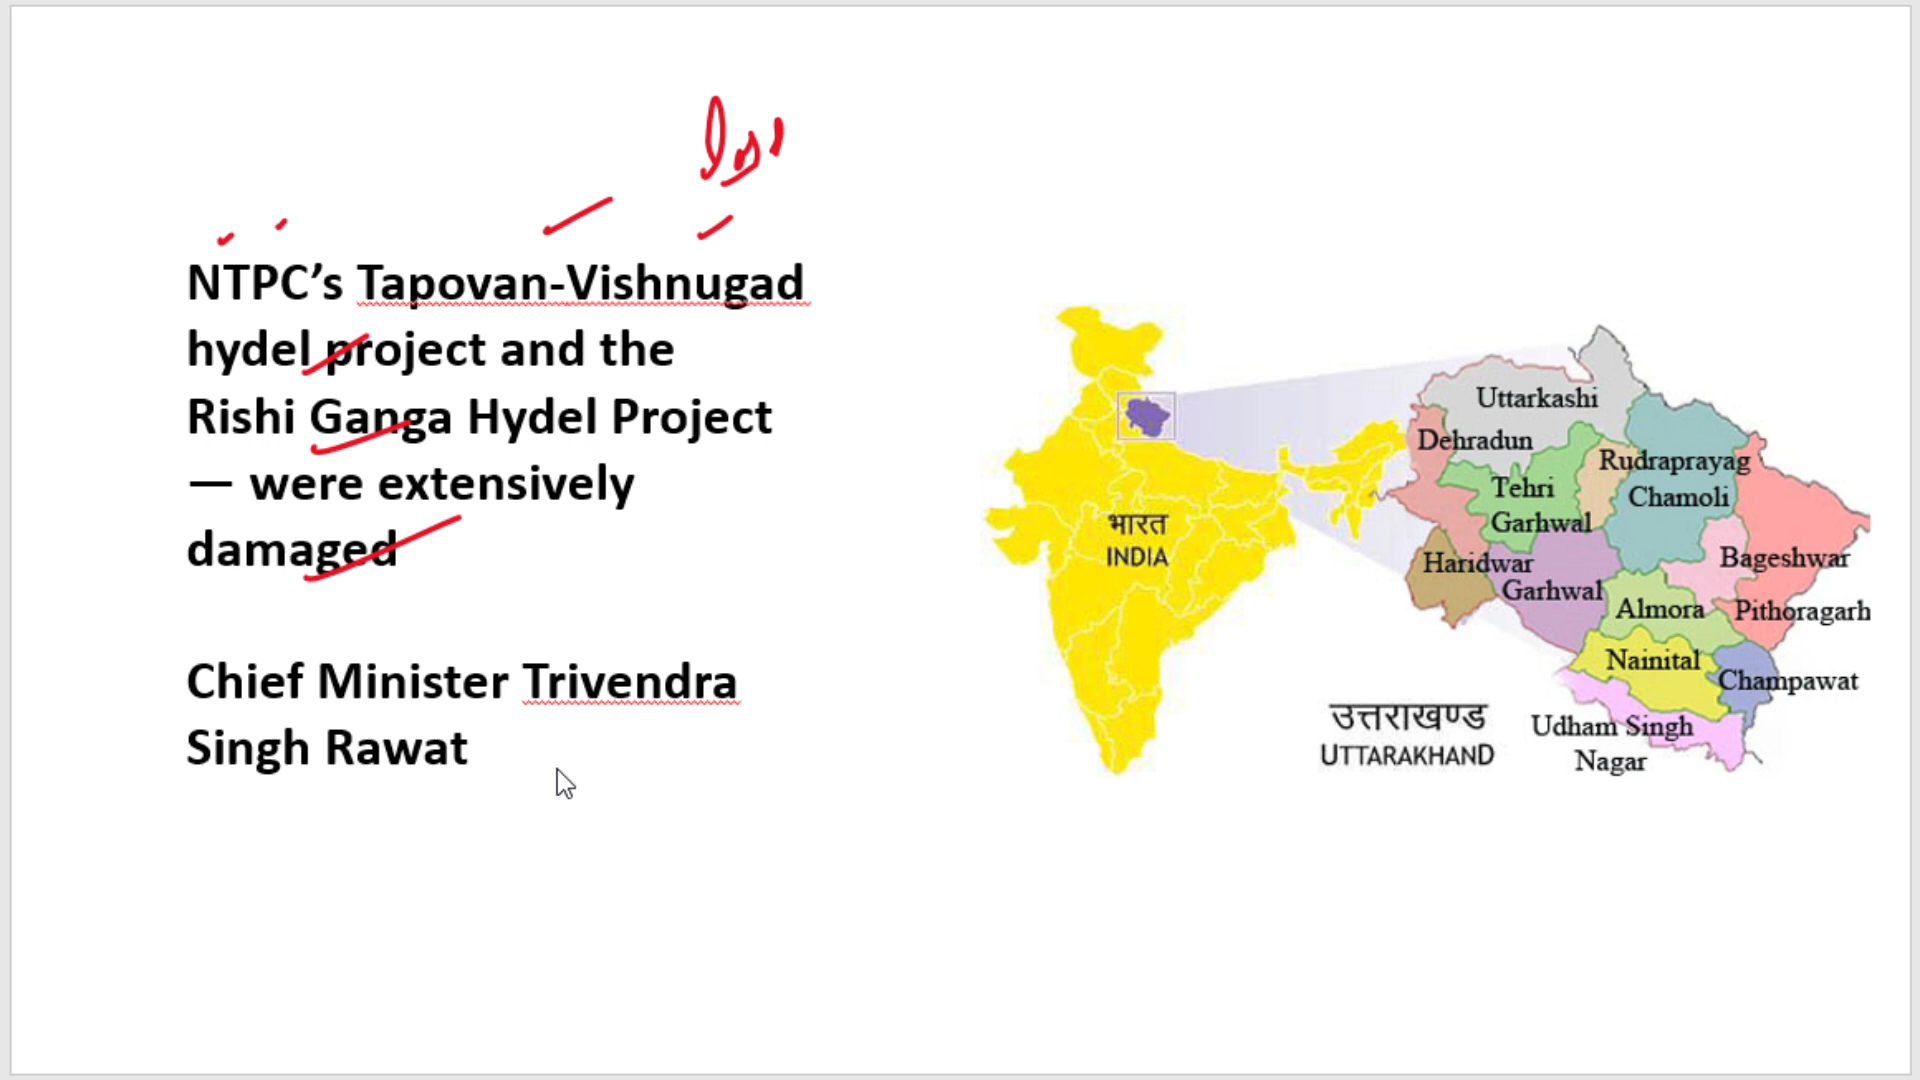 NTPC’s Tapovan-Vishnugad
hydel project and the
Rishi Ganga Hydel Project
— were extensively
damaged
Chief Minister Trivendra
Singh Rawat
भारत
INDIA
उत्तराखण्ड
UTTARAKHAND
Uttarkashi
Dehradun
Rudraprayag
Tehri
Chamoli
Garhwal
Haridwar
Bageshwar
Garhwal
Almora
Pithoragarh
Nainital
Champawat
Udham Singh
Nagar